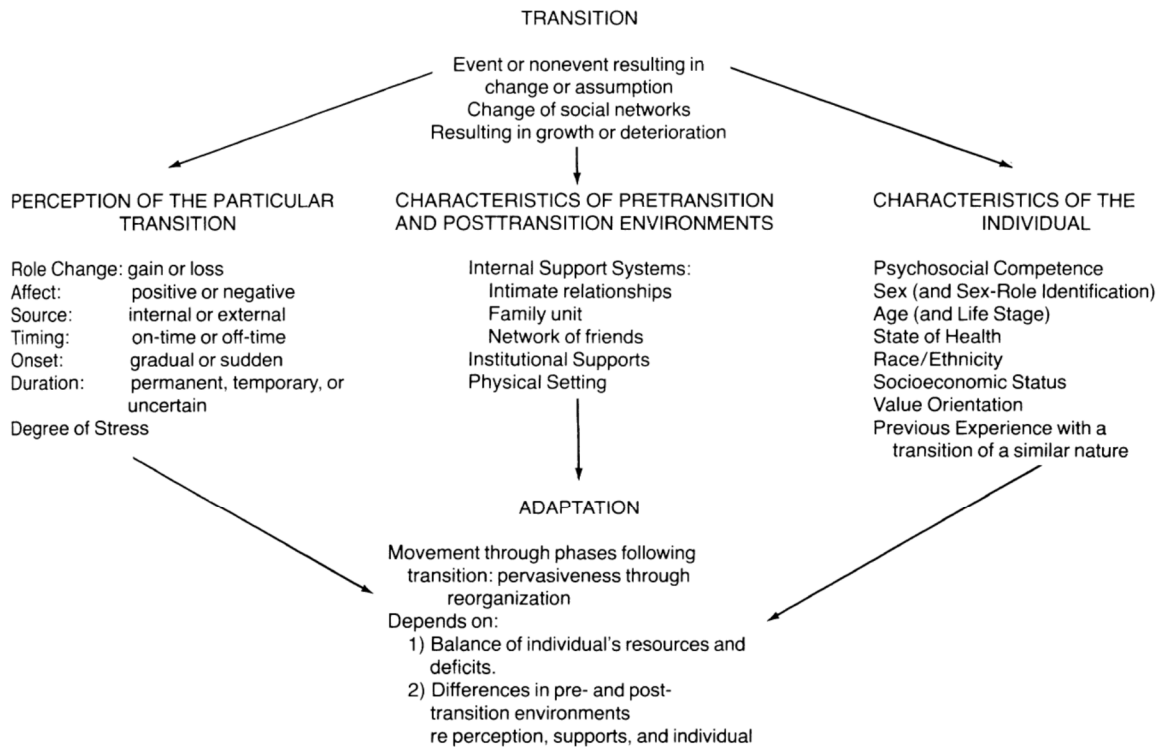 TRANSITION
Event or nonevent resulting in
change or assumption
Change of social networks
Resulting in growth or deterioration
PERCEPTION OF THE PARTICULAR
TRANSITION
Role Change: gain or loss
Affect: positive or negative
Source: internal or external
Timing: on-time or off-time
Onset: gradual or sudden
Duration: permanent, temporary, or
uncertain
Degree of Stress
CHARACTERISTICS OF PRETRANSITION
AND POSTTRANSITION ENVIRONMENTS
Internal Support Systems:
Intimate relationships
Family unit
Network of friends
Institutional Supports
Physical Setting
CHARACTERISTICS OF THE
INDIVIDUAL
Psychosocial Competence
Sex (and Sex-Role Identification)
Age (and Life Stage)
State of Health
Race/Ethnicity
Socioeconomic Status
Value Orientation
Previous Experience with a
transition of a similar nature
ADAPTATION
Movement through phases following
transition: pervasiveness through
reorganization
Depends on:
1) Balance of individual's resources and
deficits.
2) Differences in pre- and post-
transition environments
re perception, supports, and individual